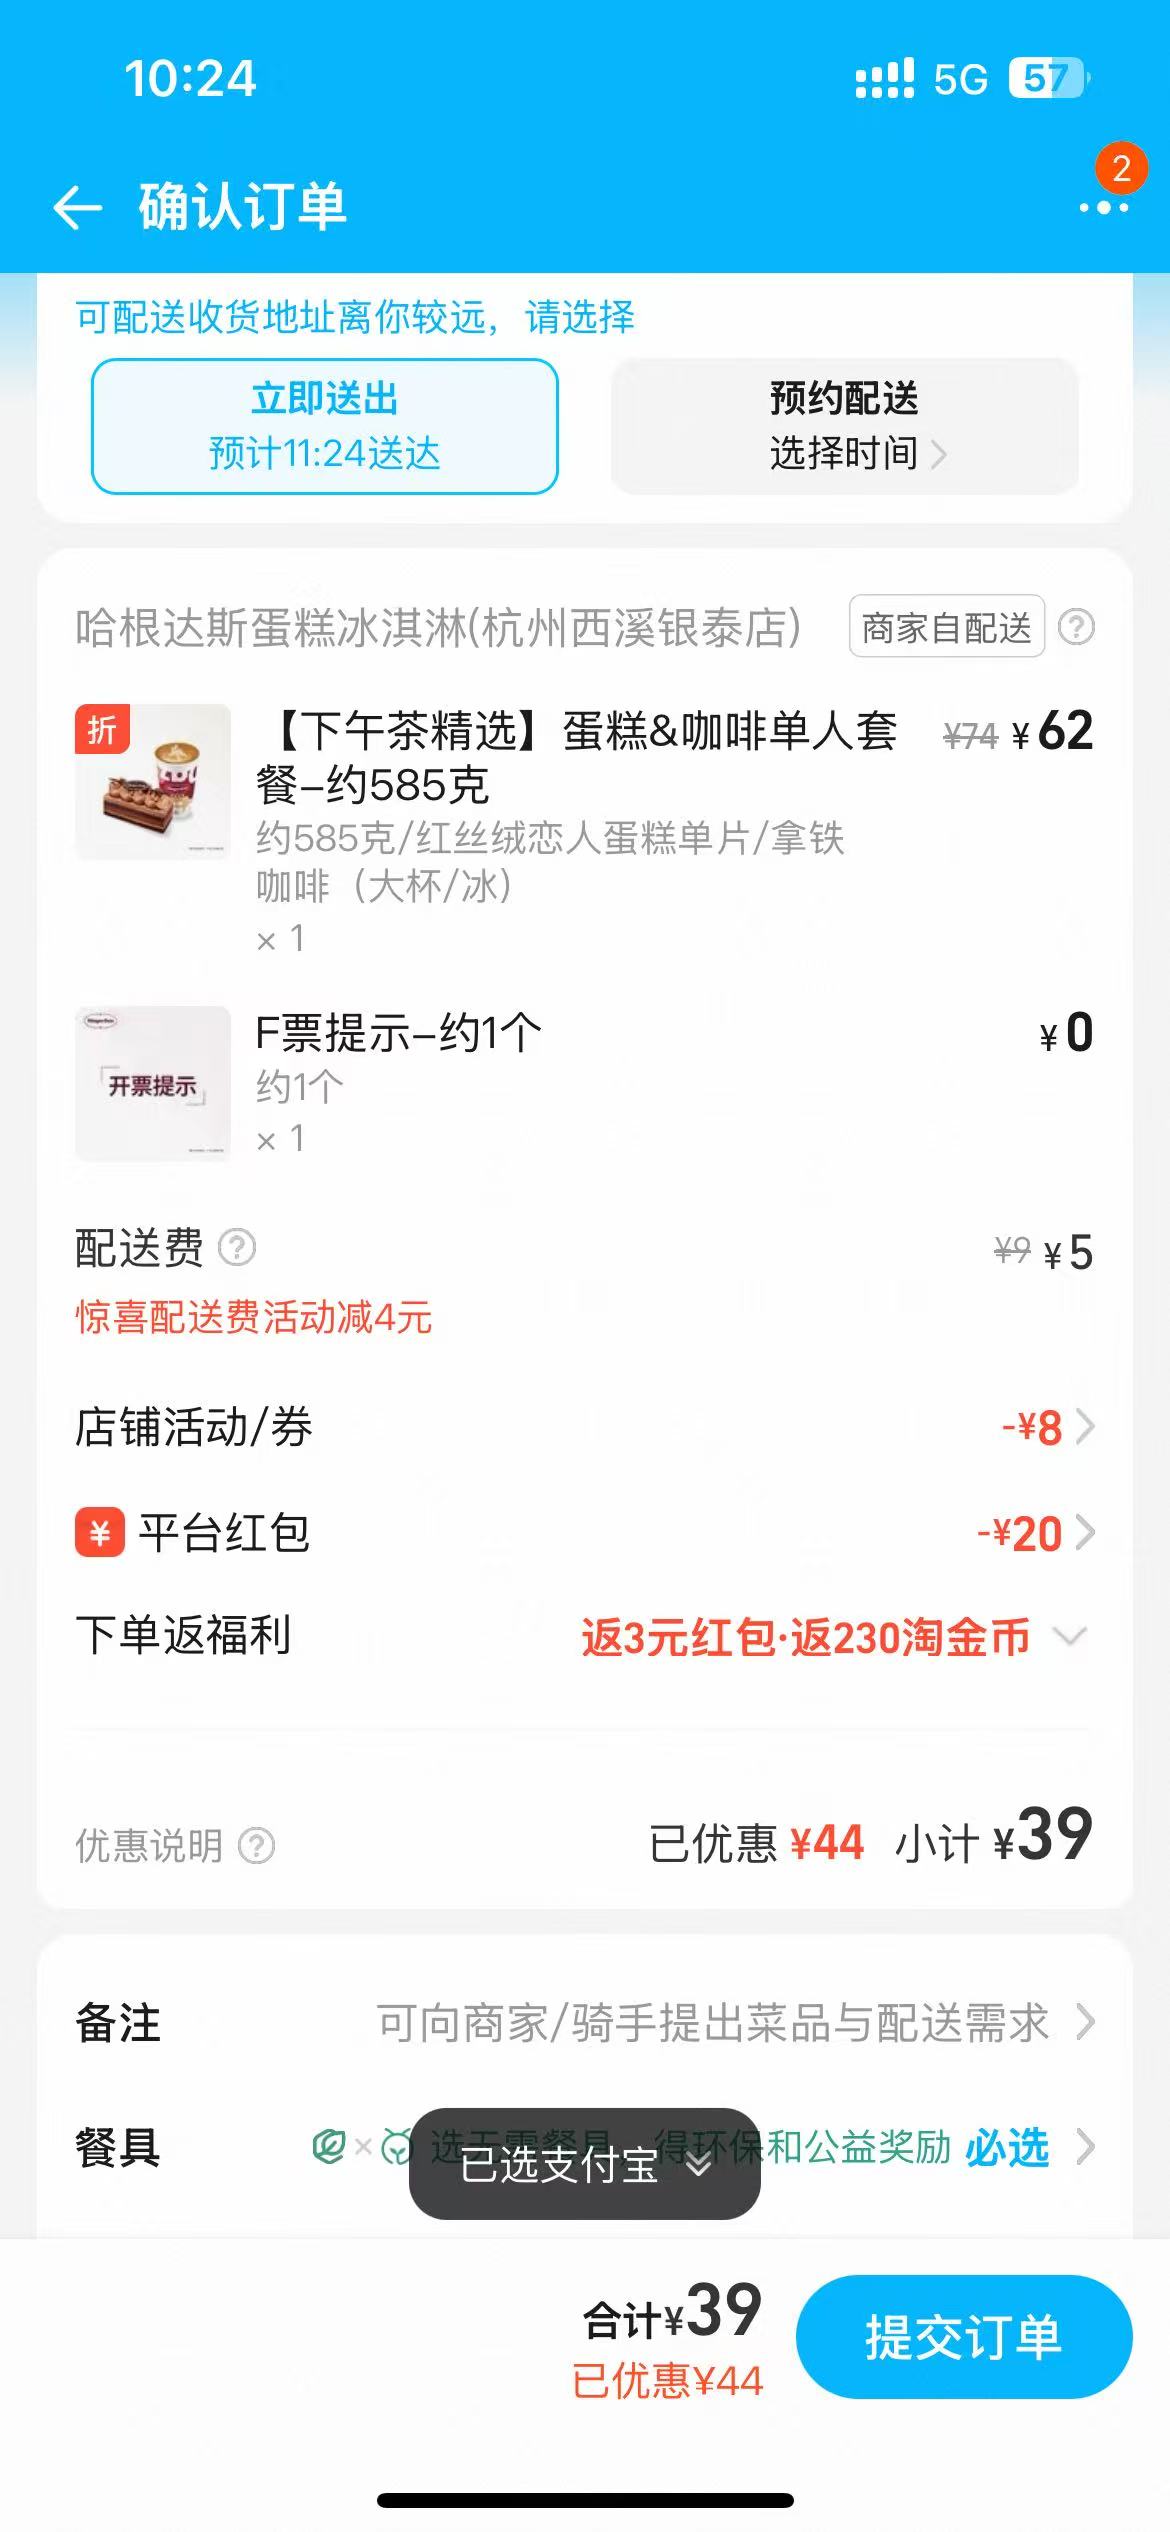 10:24
5G
57
2
确认订单
可配送收货地址离你较远，请选择
立即送出
预计11:24送达
预约配送
选择时间
哈根达斯蛋糕冰淇淋(杭州西溪银泰店)
商家自配送
折
【下午茶精选】蛋糕&咖啡单人套
餐-约585克
¥74 ¥62
约585克/红丝绒恋人蛋糕单片/拿铁
咖啡（大杯/冰）
× 1
开票提示
F票提示-约1个
¥0
约1个
× 1
配送费
¥9 ¥5
惊喜配送费活动减4元
店铺活动/券
-¥8
¥ 平台红包
-¥20
下单返福利
返3元红包·返230淘金币
优惠说明
已优惠 ¥44 小计 ¥39
备注
可向商家/骑手提出菜品与配送需求
餐具
选无需餐具，得环保和公益奖励
必选
已选支付宝
合计¥39
已优惠¥44
提交订单